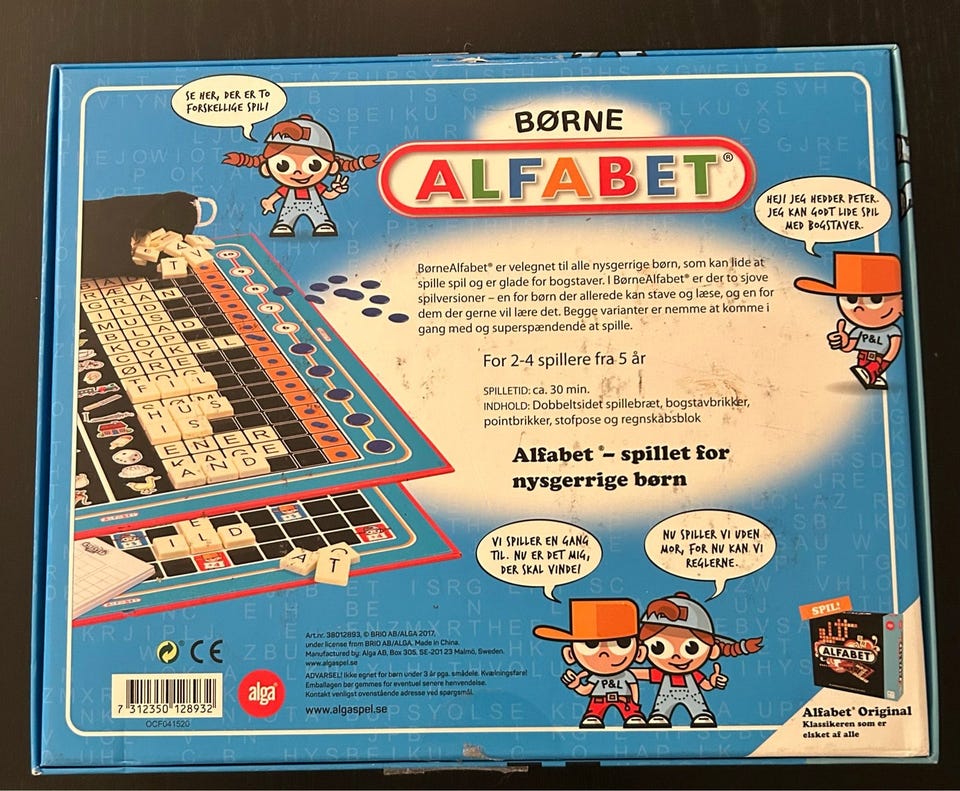 SE HER, DER ER TO
FORSKELLIGE SPIL!
BØRNE
ALFABET®
HEJ! JEG HEDDER PETER.
JEG KAN GODT LIDE SPIL
MED BOGSTAVER.
BørneAlfabet® er velegnet til alle nysgerrige børn, som kan lide at
spille spil og er glade for bogstaver. I BørneAlfabet® er der to sjove
spilversioner – en for børn der allerede kan stave og læse, og en for
dem der gerne vil lære det. Begge varianter er nemme at komme i
gang med og superspændende at spille.
P&L
For 2-4 spillere fra 5 år
SPILLETID: ca. 30 min.
INDHOLD: Dobbeltsidet spillebræt, bogstavbrikker,
pointbrikker, stofpose og regnskabsblok
Alfabet® – spillet for
nysgerrige børn
VI SPILLER EN GANG
TIL. NU ER DET MIG,
DER SKAL VINDE!
NU SPILLER VI UDEN
MOR, FOR NU KAN VI
REGLERNE.
P&L
SPIL!
ALFABET
Alfabet® Original
Klassikeren som er
elsket af alle
CE
Art.nr. 38012893, © BRIO AB/ALGA 2017,
under license from BRIO AB/ALGA, Made in China.
Manufactured by: Alga AB, Box 305, SE-201 23 Malmö, Sweden.
www.algaspel.se
ADVARSEL! Ikke egnet for børn under 3 år pga. smådele. Kvælningsfare!
Emballagen bør gemmes for eventuel senere henvendelse.
Kontakt venligst ovenstående adresse ved spørgsmål.
www.algaspel.se
alga
7 312350 128932
OCF041520